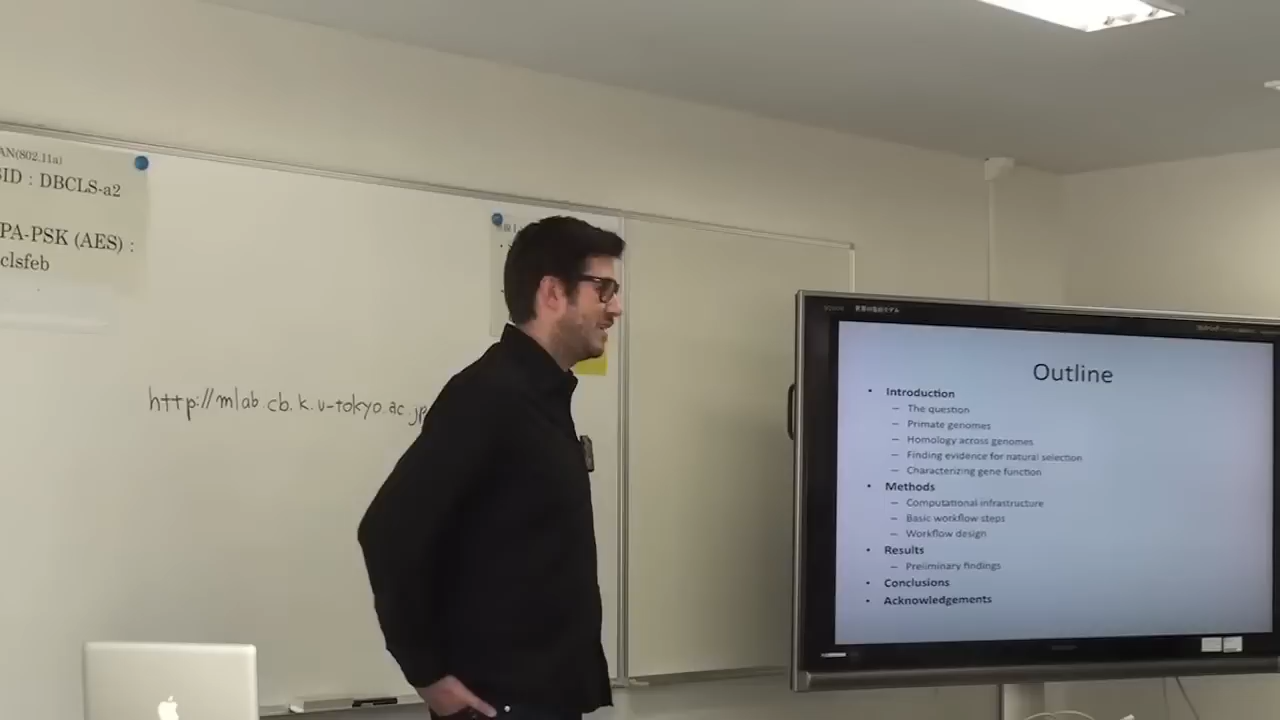 AN(802.11a)
SID : DBCLS-a2
PA-PSK (AES) :
clsfeb
http://mlab.cb.k.u-tokyo.ac.jp
Outline
• Introduction
– The question
– Primate genomes
– Homology across genomes
– Finding evidence for natural selection
– Characterizing gene function
• Methods
– Computational infrastructure
– Basic workflow steps
– Workflow design
• Results
– Preliminary findings
• Conclusions
• Acknowledgements